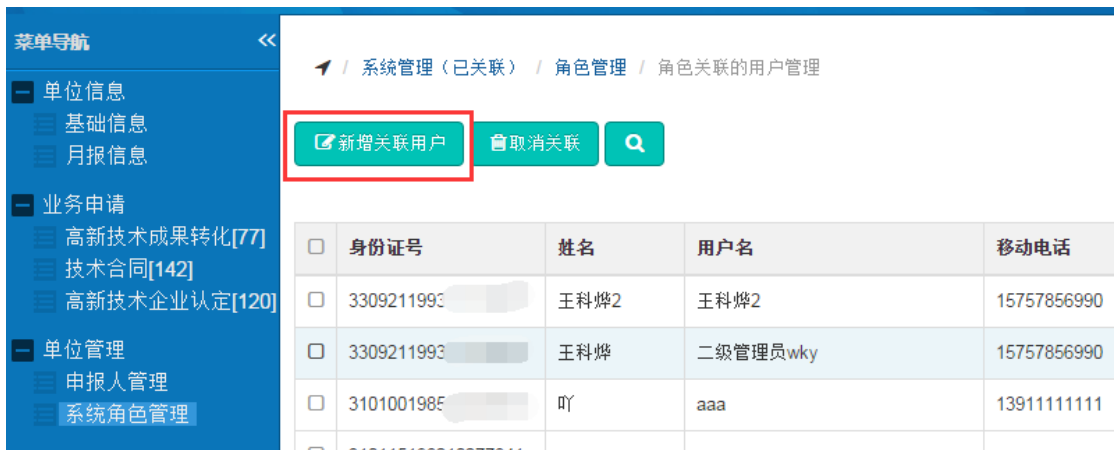 菜单导航 «
单位信息
基础信息
月报信息
业务申请
高新技术成果转化[77]
技术合同[142]
高新技术企业认定[120]
单位管理
申报人管理
系统角色管理
/ 系统管理（已关联） / 角色管理 / 角色关联的用户管理
新增关联用户 取消关联
身份证号 姓名 用户名 移动电话
3309211993 王科烨2 王科烨2 15757856990
3309211993 王科烨 二级管理员wky 15757856990
3101001985 吖 aaa 13911111111